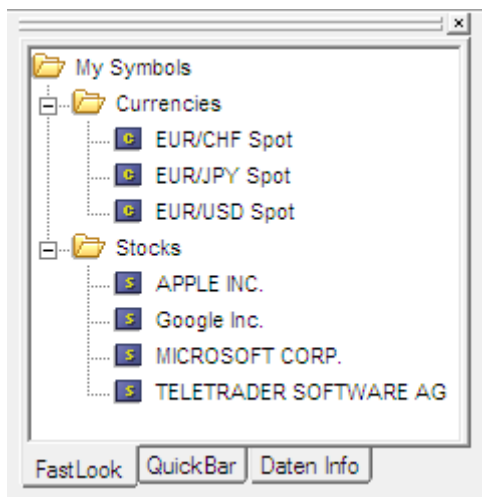 My Symbols
Currencies
C EUR/CHF Spot
C EUR/JPY Spot
C EUR/USD Spot
Stocks
S APPLE INC.
S Google Inc.
S MICROSOFT CORP.
S TELETRADER SOFTWARE AG
FastLook QuickBar Daten Info